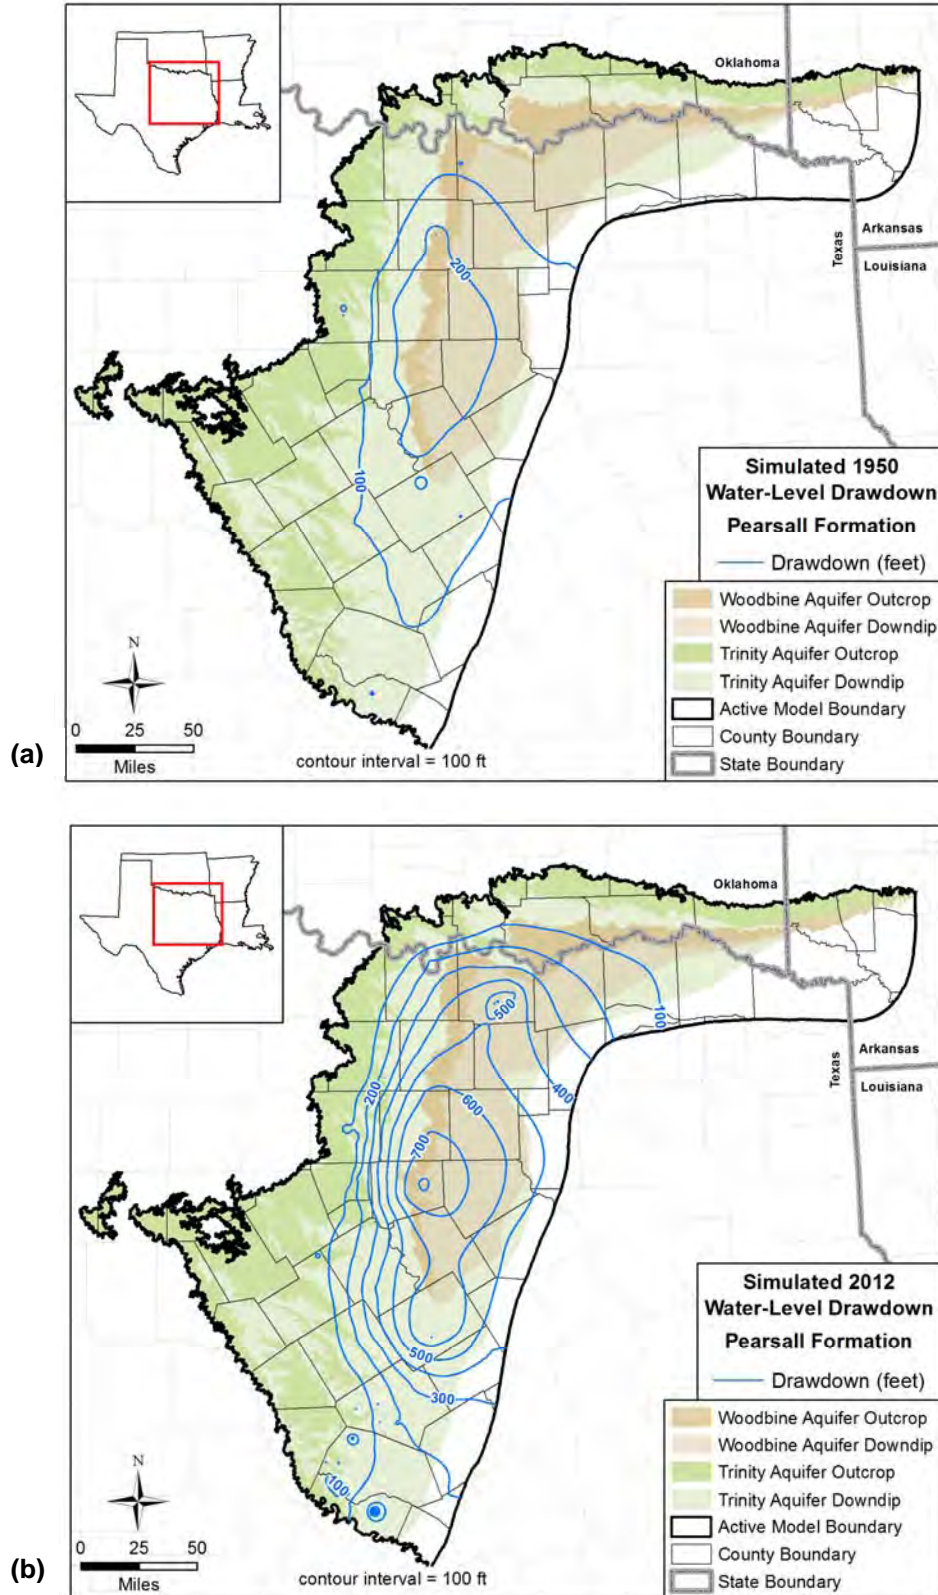 Oklahoma
Texas
Arkansas
Louisiana
200
100
Simulated 1950
Water-Level Drawdown
Pearsall Formation
Drawdown (feet)
Woodbine Aquifer Outcrop
Woodbine Aquifer Downdip
Trinity Aquifer Outcrop
Trinity Aquifer Downdip
Active Model Boundary
County Boundary
State Boundary
N
0 25 50
Miles
contour interval = 100 ft
(a)
Oklahoma
Texas
Arkansas
Louisiana
500
100
200
400
600
700
500
300
100
Simulated 2012
Water-Level Drawdown
Pearsall Formation
Drawdown (feet)
Woodbine Aquifer Outcrop
Woodbine Aquifer Downdip
Trinity Aquifer Outcrop
Trinity Aquifer Downdip
Active Model Boundary
County Boundary
State Boundary
N
0 25 50
Miles
contour interval = 100 ft
(b)